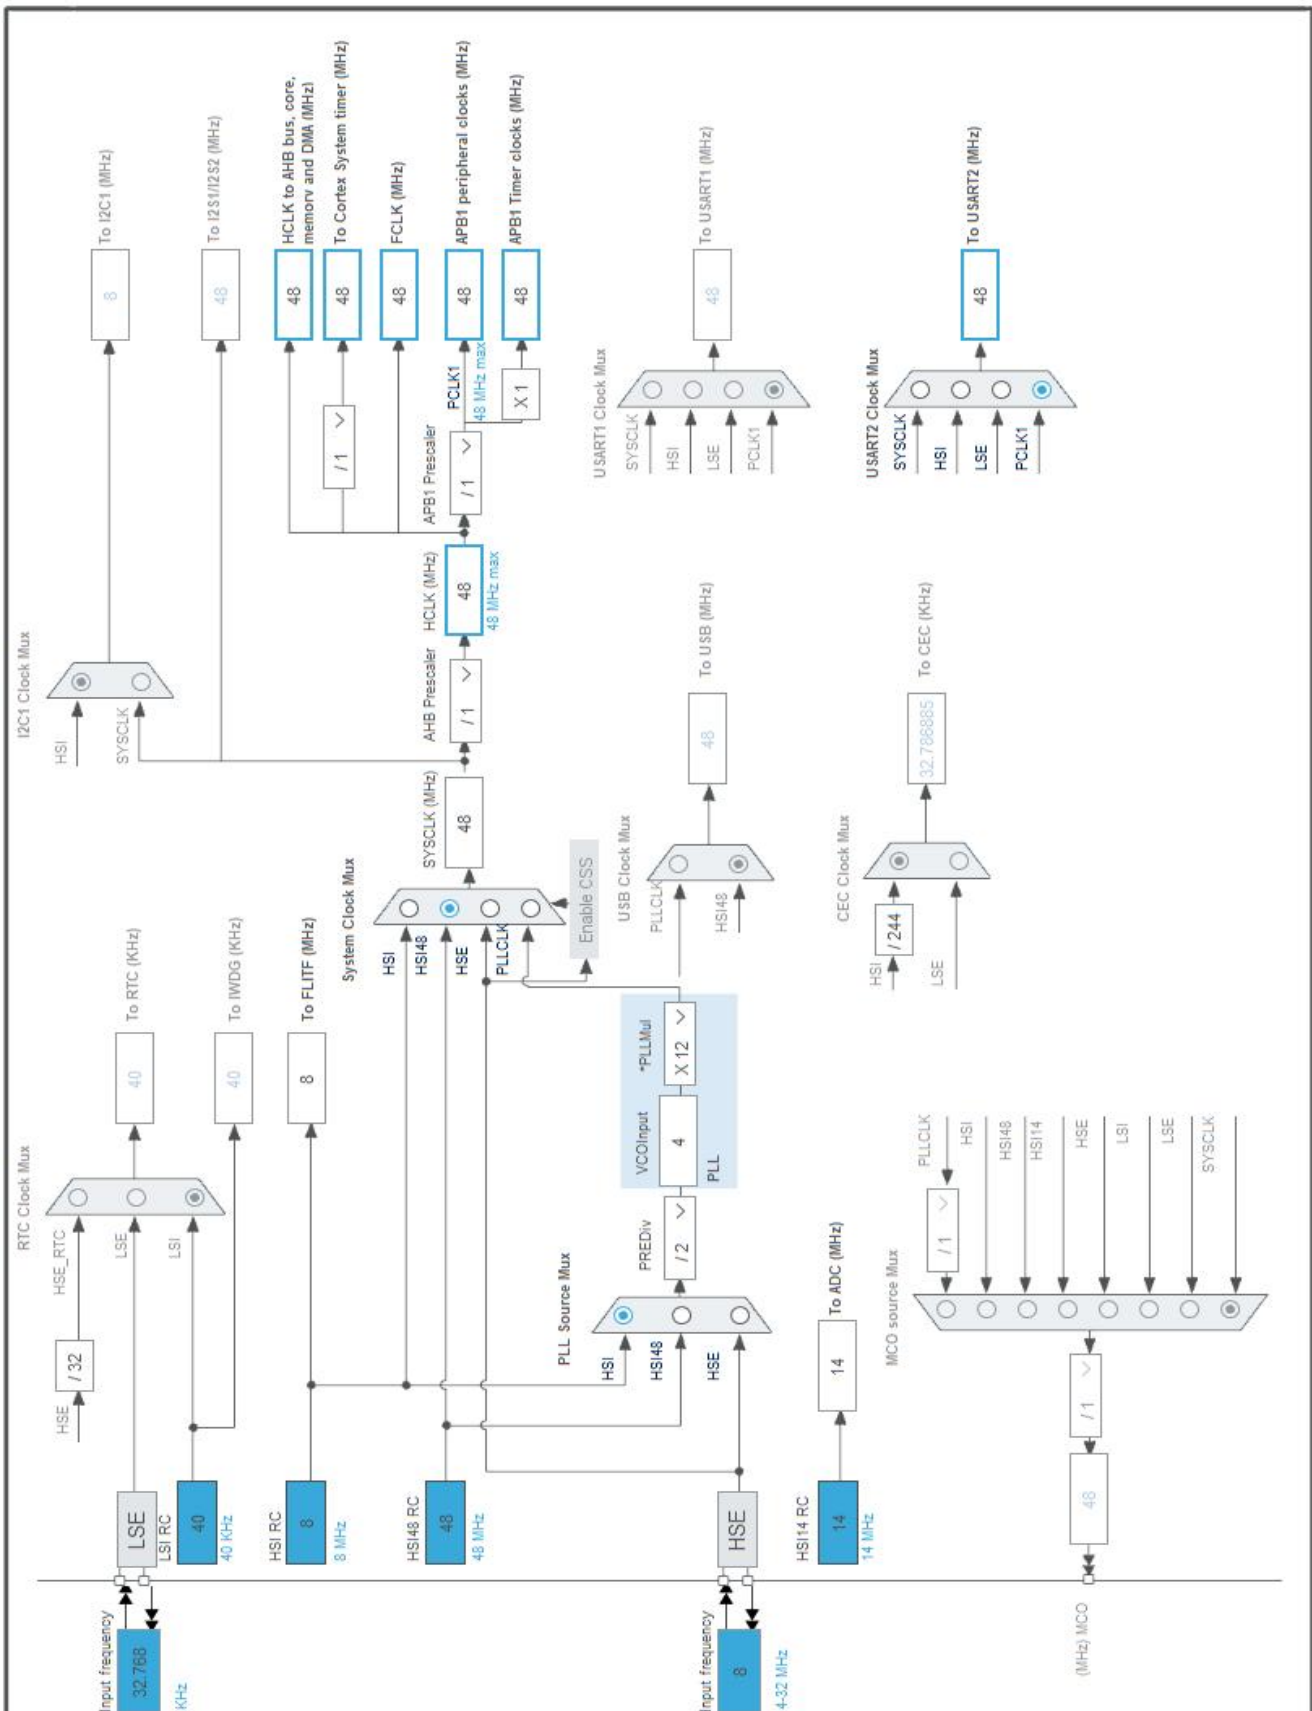 RTC Clock Mux
HSE
/ 32
HSE_RTC
Input frequency
32.768
KHz
LSE
LSE
LSI RC
40
40 KHz
LSI
40
To RTC (KHz)
40
To IWDG (KHz)
HSI RC
8
8 MHz
8
To FLITF (MHz)
HSI48 RC
48
48 MHz
System Clock Mux
HSI
HSI48
HSE
PLLCLK
Enable CSS
SYSCLK (MHz)
48
AHB Prescaler
/ 1
HCLK (MHz)
48
48 MHz max
APB1 Prescaler
/ 1
PCLK1
48 MHz max
X 1
/ 1
I2C1 Clock Mux
HSI
SYSCLK
8
To I2C1 (MHz)
48
To I2S1/I2S2 (MHz)
48
HCLK to AHB bus, core,
memory and DMA (MHz)
48
To Cortex System timer (MHz)
48
FCLK (MHz)
48
APB1 peripheral clocks (MHz)
48
APB1 Timer clocks (MHz)
PLL Source Mux
HSI
HSI48
HSE
PREDiv
/ 2
VCOInput
4
*PLLMul
X 12
PLL
USB Clock Mux
PLLCLK
HSI48
48
To USB (MHz)
USART1 Clock Mux
SYSCLK
HSI
LSE
PCLK1
48
To USART1 (MHz)
Input frequency
8
4-32 MHz
HSE
HSI14 RC
14
14 MHz
14
To ADC (MHz)
CEC Clock Mux
HSI
/ 244
LSE
32.786885
To CEC (KHz)
USART2 Clock Mux
SYSCLK
HSI
LSE
PCLK1
48
To USART2 (MHz)
MCO source Mux
/ 1
PLLCLK
HSI
HSI48
HSI14
HSE
LSI
LSE
SYSCLK
(MHz) MCO
48
/ 1